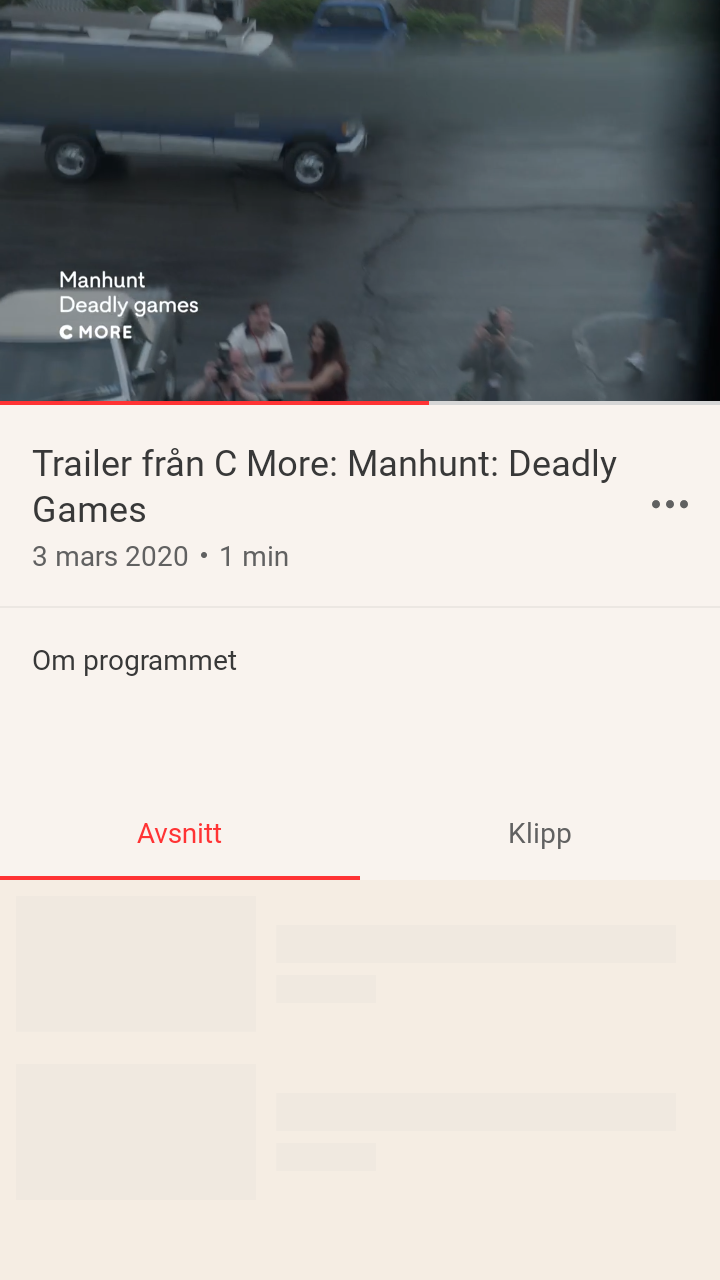 Manhunt
Deadly games
C MORE
Trailer från C More: Manhunt: Deadly
Games
3 mars 2020 • 1 min
Om programmet
Avsnitt
Klipp